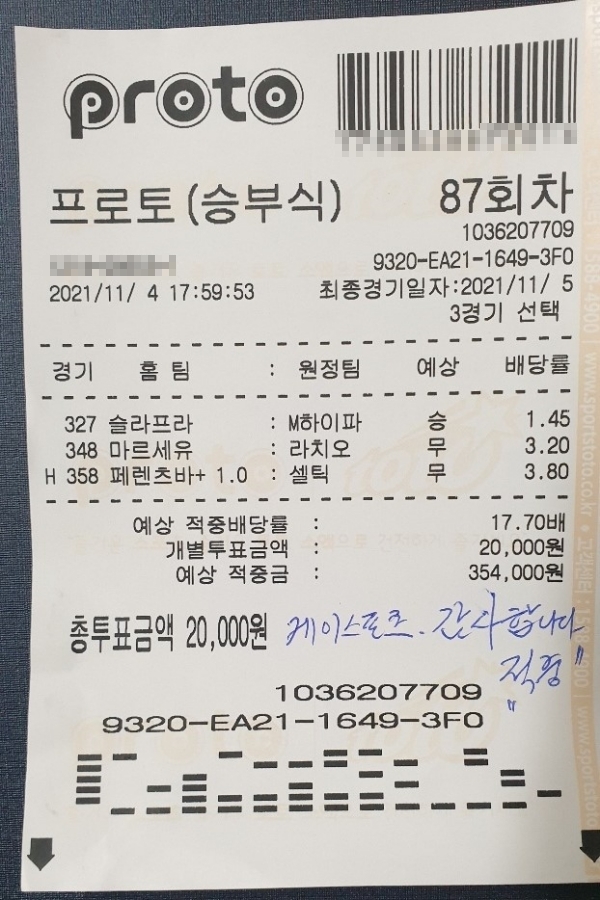 proto
프로토(승부식) 87회차
1036207709
9320-EA21-1649-3F0
2021/11/ 4 17:59:53 최종경기일자:2021/11/ 5
3경기 선택
경기 홈 팀 : 원정팀 예상 배당률
327 슬라프라 : M하이파 승 1.45
348 마르세유 : 라치오 무 3.20
H 358 페렌츠바+ 1.0 : 셀틱 무 3.80
예상 적중배당률 : 17.70배
개별투표금액 : 20,000원
예상 적중금 : 354,000원
총투표금액 20,000원 케이스포츠. 감사합니다
"적형"
1036207709
9320-EA21-1649-3F0
www.sportstoto.co.kr